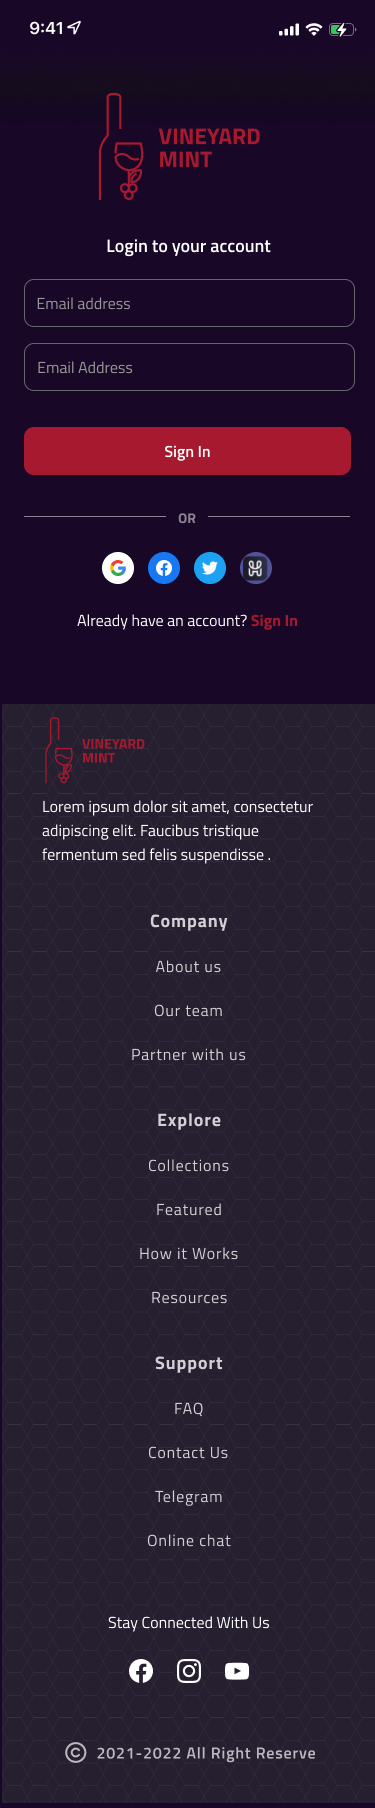 9:41
VINEYARD
MINT
Login to your account
Email address
Email Address
Sign In
OR
Already have an account? Sign In
VINEYARD
MINT
Lorem ipsum dolor sit amet, consectetur
adipiscing elit. Faucibus tristique
fermentum sed felis suspendisse .
Company
About us
Our team
Partner with us
Explore
Collections
Featured
How it Works
Resources
Support
FAQ
Contact Us
Telegram
Online chat
Stay Connected With Us
© 2021-2022 All Right Reserve